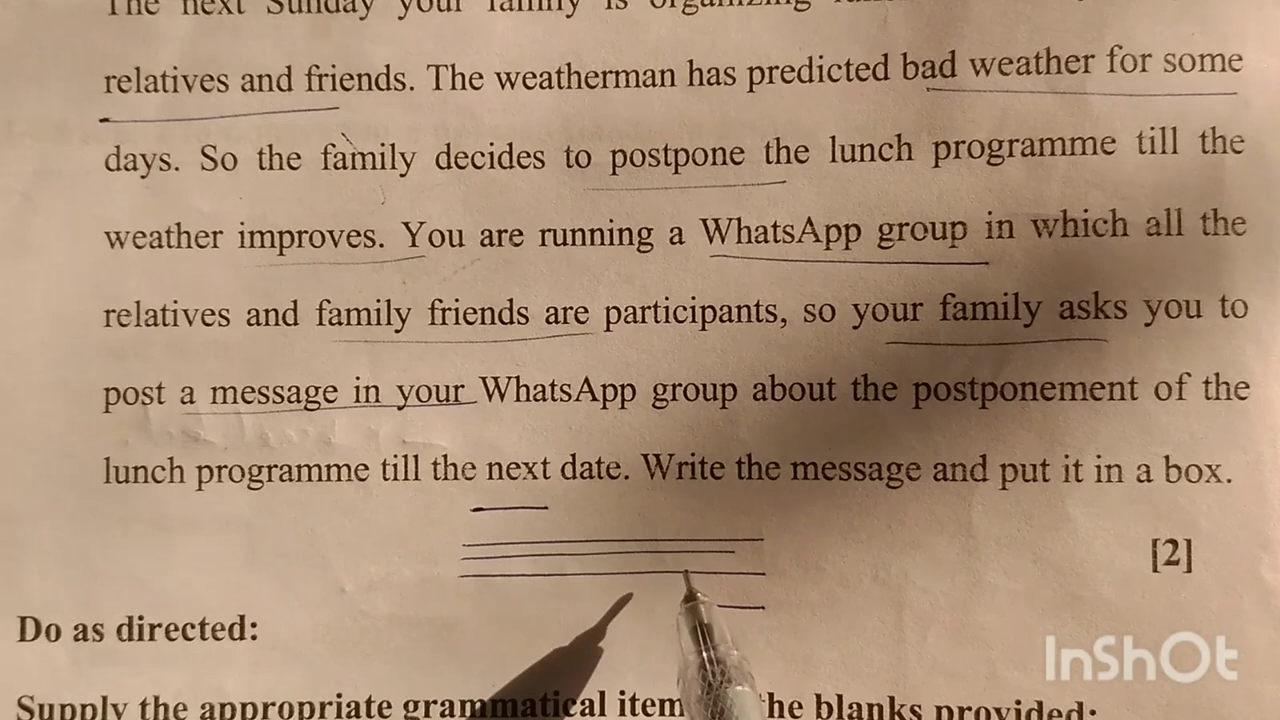 The next Sunday your family is organizing
relatives and friends. The weatherman has predicted bad weather for some
days. So the family decides to postpone the lunch programme till the
weather improves. You are running a WhatsApp group in which all the
relatives and family friends are participants, so your family asks you to
post a message in your WhatsApp group about the postponement of the
lunch programme till the next date. Write the message and put it in a box.
[2]
Do as directed:
InShOt
Supply the appropriate grammatical item he blanks provided: